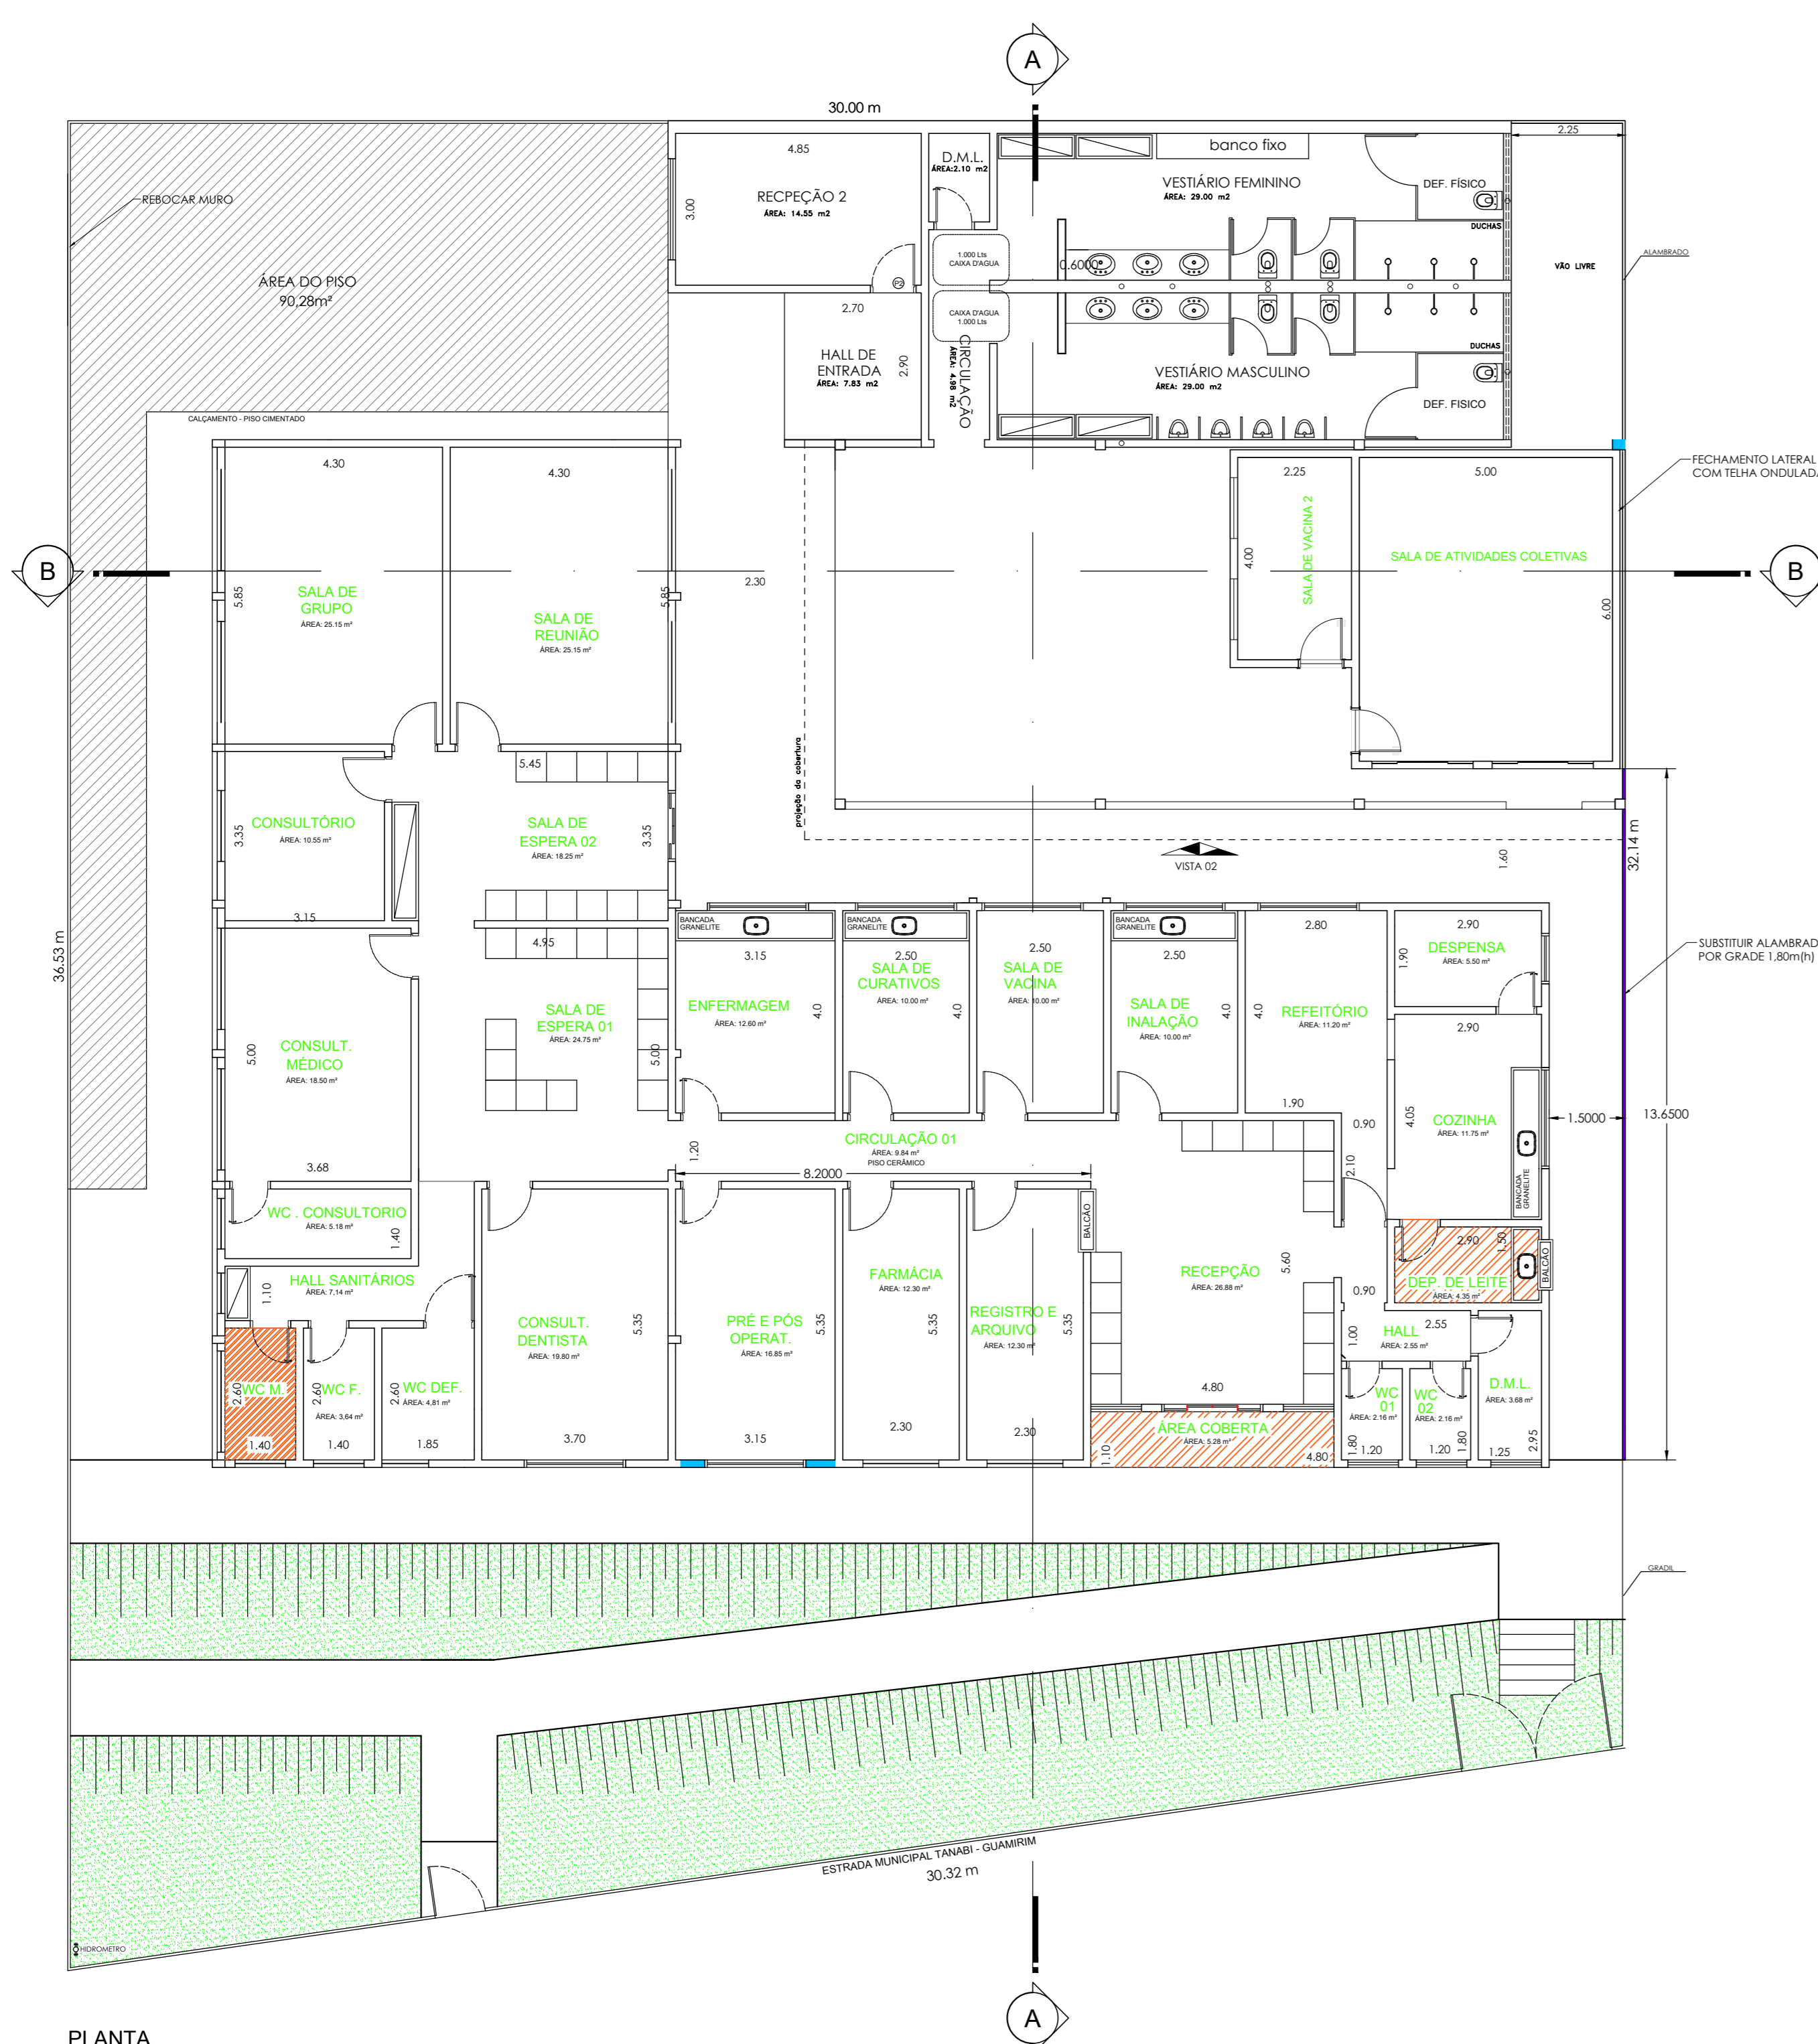 A
30.00 m
2.25
REBOCAR MURO
4.85
3.00
RECPEÇÃO 2
ÁREA: 14.55 m2
D.M.L.
ÁREA:2.10 m2
banco fixo
VESTIÁRIO FEMININO
ÁREA: 29.00 m2
DEF. FÍSICO
DUCHAS
VÃO LIVRE
ALAMBRADO
ÁREA DO PISO
90,28m²
1.000 Lts
CAIXA D'AGUA
0.6000
P2
2.70
CAIXA D'AGUA
1.000 Lts
HALL DE
ENTRADA
ÁREA: 7.83 m2
2.90
CIRCULAÇÃO
ÁREA: 4.98 m2
VESTIÁRIO MASCULINO
ÁREA: 29.00 m2
DUCHAS
DEF. FISICO
CALÇAMENTO - PISO CIMENTADO
FECHAMENTO LATERAL
COM TELHA ONDULADA
4.30
4.30
2.25
5.00
B
B
5.85
SALA DE
GRUPO
ÁREA: 25.15 m²
SALA DE
REUNIÃO
ÁREA: 25.15 m²
5.85
2.30
4.00
SALA DE VACINA 2
SALA DE ATIVIDADES COLETIVAS
6.00
projeção da cobertura
5.45
CONSULTÓRIO
ÁREA: 10.55 m²
3.35
3.15
SALA DE
ESPERA 02
ÁREA: 18.25 m²
3.35
VISTA 02
1.60
32.14 m
36.53 m
4.95
BANCADA
GRANELITE
3.15
ENFERMAGEM
ÁREA: 12.60 m²
4.0
BANCADA
GRANELITE
2.50
SALA DE
CURATIVOS
ÁREA: 10.00 m²
4.0
2.50
SALA DE
VACINA
ÁREA: 10.00 m²
BANCADA
GRANELITE
2.50
SALA DE
INALAÇÃO
ÁREA: 10.00 m²
4.0
2.80
4.0
REFEITÓRIO
ÁREA: 11.20 m²
1.90
2.90
DESPENSA
ÁREA: 5.50 m²
1.90
SUBSTITUIR ALAMBRAD
POR GRADE 1,80m(h)
SALA DE
ESPERA 01
ÁREA: 24.75 m²
5.00
CONSULT.
MÉDICO
ÁREA: 18.50 m²
5.00
3.68
2.90
4.05
COZINHA
ÁREA: 11.75 m²
BANCADA
GRANELITE
0.90
2.10
1.5000
13.6500
CIRCULAÇÃO 01
ÁREA: 9.84 m²
PISO CERÂMICO
1.20
8.2000
WC . CONSULTORIO
ÁREA: 5.18 m²
1.40
BALCÃO
HALL SANITÁRIOS
ÁREA: 7,14 m²
1.10
RECEPÇÃO
ÁREA: 26.88 m²
5.60
2.90
1.50
DEP. DE LEITE
ÁREA: 4.35 m²
BALCÃO
0.90
CONSULT.
DENTISTA
ÁREA: 19.80 m²
5.35
3.70
PRÉ E PÓS
OPERAT.
ÁREA: 16.85 m²
5.35
3.15
FARMÁCIA
ÁREA: 12.30 m²
5.35
2.30
REGISTRO E
ARQUIVO
ÁREA: 12.30 m²
5.35
2.30
HALL
ÁREA: 2.55 m²
2.55
1.00
WC M.
2.60
1.40
WC F.
ÁREA: 3,64 m²
2.60
1.40
WC DEF.
ÁREA: 4,81 m²
2.60
1.85
4.80
ÁREA COBERTA
ÁREA: 5.28 m²
1.10
4.80
WC
01
ÁREA: 2.16 m²
1.80
1.20
WC
02
ÁREA: 2.16 m²
1.80
1.20
D.M.L.
ÁREA: 3.68 m²
2.95
1.25
GRADIL
ESTRADA MUNICIPAL TANABI - GUAMIRIM
30.32 m
HIDROMETRO
A
PLANTA